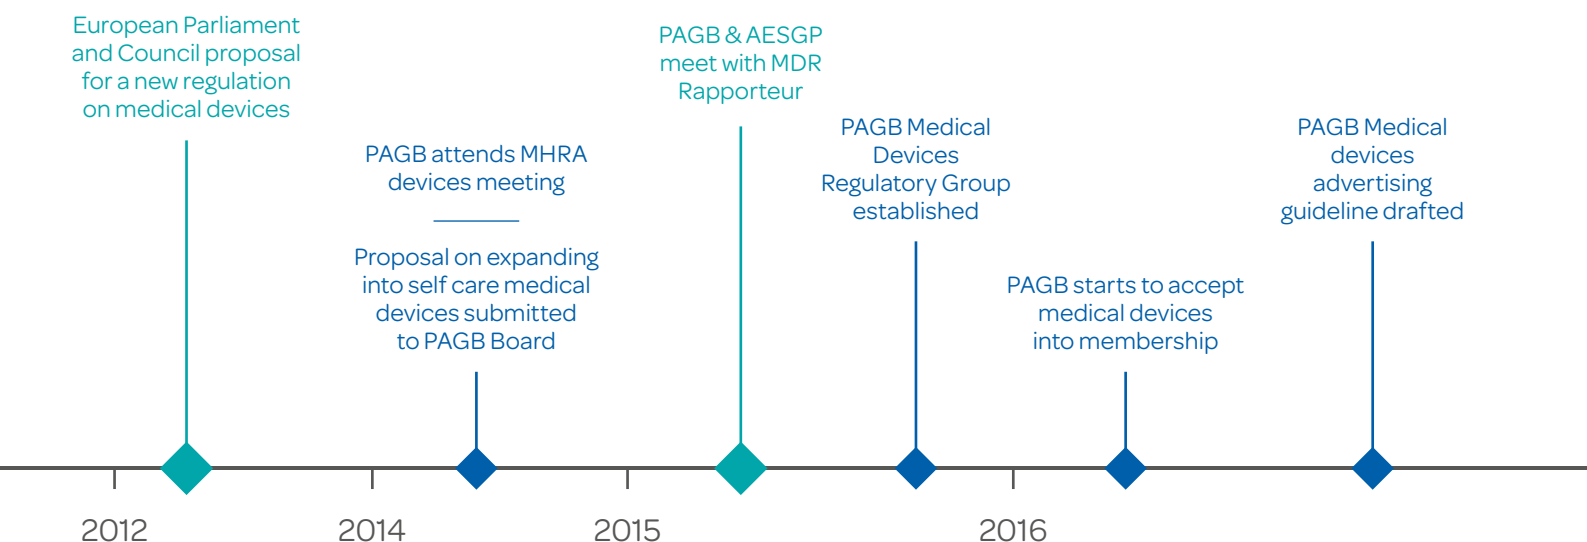 European Parliament
and Council proposal
for a new regulation
on medical devices
PAGB attends MHRA
devices meeting
Proposal on expanding
into self care medical
devices submitted
to PAGB Board
PAGB & AESGP
meet with MDR
Rapporteur
PAGB Medical
Devices
Regulatory Group
established
PAGB starts to accept
medical devices
into membership
PAGB Medical
devices
advertising
guideline drafted
2012
2014
2015
2016